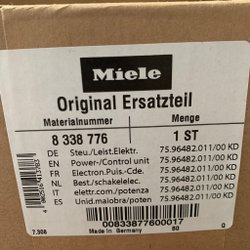 Miele
Original Ersatzteil
Materialnummer Menge
8 338 776 1 ST
DE Steu./Leist.Elektr. 75.96482.011/00 KD
EN Power-/Control unit 75.96482.011/00 KD
FR Electron.Puis.-Cde. 75.96482.011/00 KD
NL Best./schakelelec. 75.96482.011/00 KD
IT elettr.com/potenza 75.96482.011/00 KD
ES Unid.maiobra/poten 75.96482.011/00 KD
00833877600017
Made in Germany 60 0